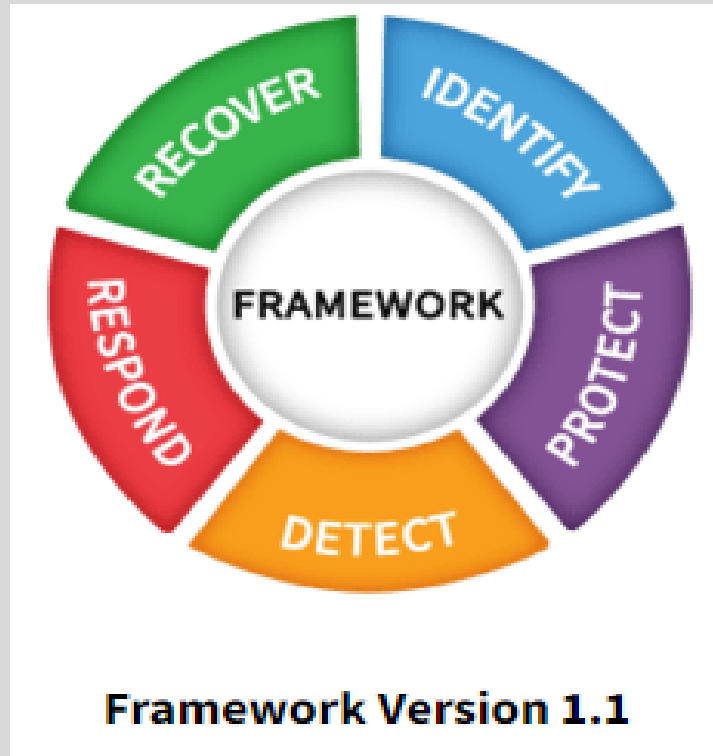 RECOVER
IDENTIFY
FRAMEWORK
RESPOND
PROTECT
DETECT
Framework Version 1.1